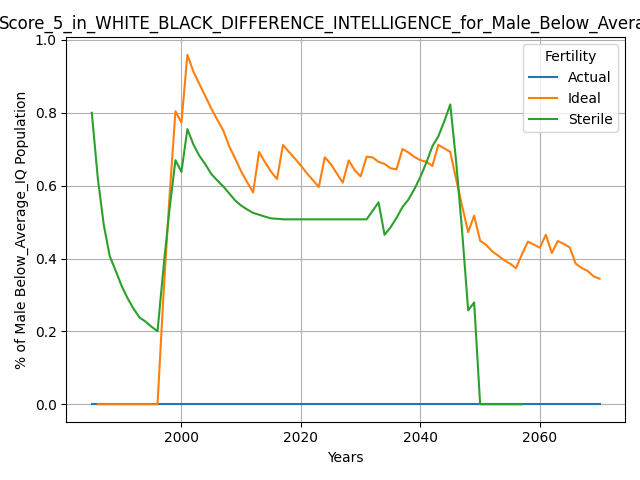 Score_5_in_WHITE_BLACK_DIFFERENCE_INTELLIGENCE_for_Male_Below_Avera
% of Male Below_Average_IQ Population
1.0
0.8
0.6
0.4
0.2
0.0
Fertility
Actual
Ideal
Sterile
2000
2020
2040
2060
Years